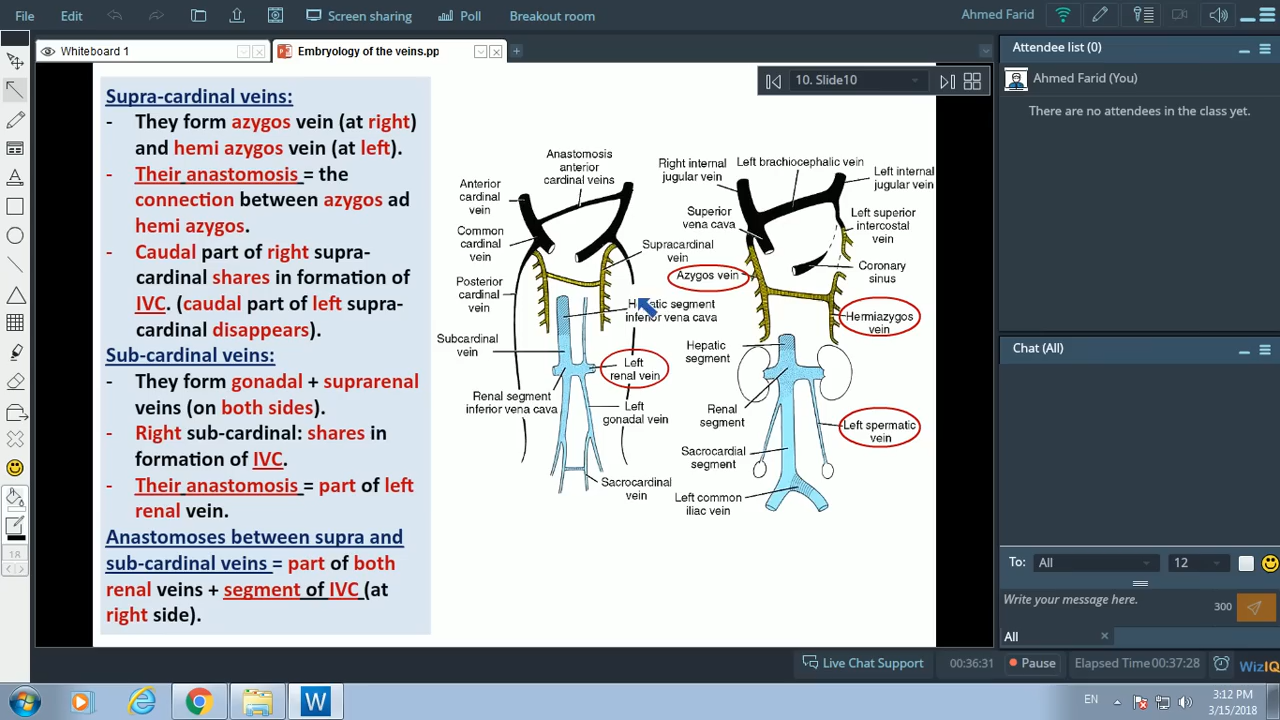 File
Edit
Screen sharing
Poll
Breakout room
Ahmed Farid
Whiteboard 1
Embryology of the veins.pp
10. Slide10
Attendee list (0)
Ahmed Farid (You)
There are no attendees in the class yet.
Supra-cardinal veins:
- They form azygos vein (at right)
and hemi azygos vein (at left).
- Their anastomosis = the
connection between azygos ad
hemi azygos.
- Caudal part of right supra-
cardinal shares in formation of
IVC. (caudal part of left supra-
cardinal disappears).
Sub-cardinal veins:
- They form gonadal + suprarenal
veins (on both sides).
- Right sub-cardinal: shares in
formation of IVC.
- Their anastomosis = part of left
renal vein.
Anastomoses between supra and
sub-cardinal veins = part of both
renal veins + segment of IVC (at
right side).
Anastomosis
anterior
cardinal veins
Anterior
cardinal
vein
Common
cardinal
vein
Supracardinal
vein
Posterior
cardinal
vein
Hepatic segment
inferior vena cava
Subcardinal
vein
Left
renal vein
Renal segment
inferior vena cava
Left
gonadal vein
Sacrocardinal
vein
Right internal
jugular vein
Left brachiocephalic vein
Left internal
jugular vein
Superior
vena cava
Left superior
intercostal
vein
Azygos vein
Coronary
sinus
Hermiazygos
vein
Hepatic
segment
Renal
segment
Left spermatic
vein
Sacrocardial
segment
Left common
iliac vein
Chat (All)
To:
All
12
Write your message here.
300
All
Live Chat Support
00:36:31
Pause
Elapsed Time
00:37:28
WizIQ
18
W
EN
3:12 PM
3/15/2018